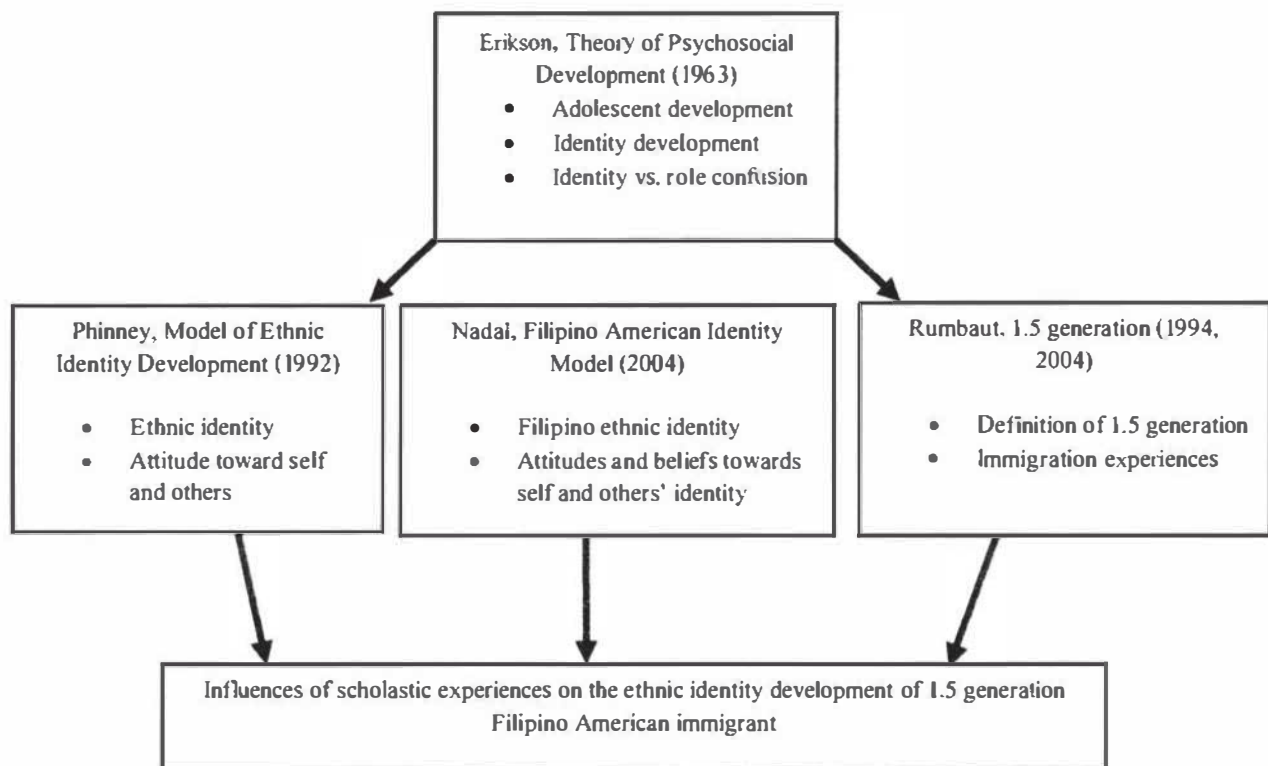 Erikson, Theory of Psychosocial
Development (1963)
• Adolescent development
• Identity development
• Identity vs. role confusion
Phinney, Model of Ethnic
Identity Development (1992)
• Ethnic identity
• Attitude toward self
and others
Nadal, Filipino American Identity
Model (2004)
• Filipino ethnic identity
• Attitudes and beliefs towards
self and others' identity
Rumbaut. 1.5 generation (1994,
2004)
• Definition of 1.5 generation
• Immigration experiences
Influences of scholastic experiences on the ethnic identity development of 1.5 generation
Filipino American immigrant